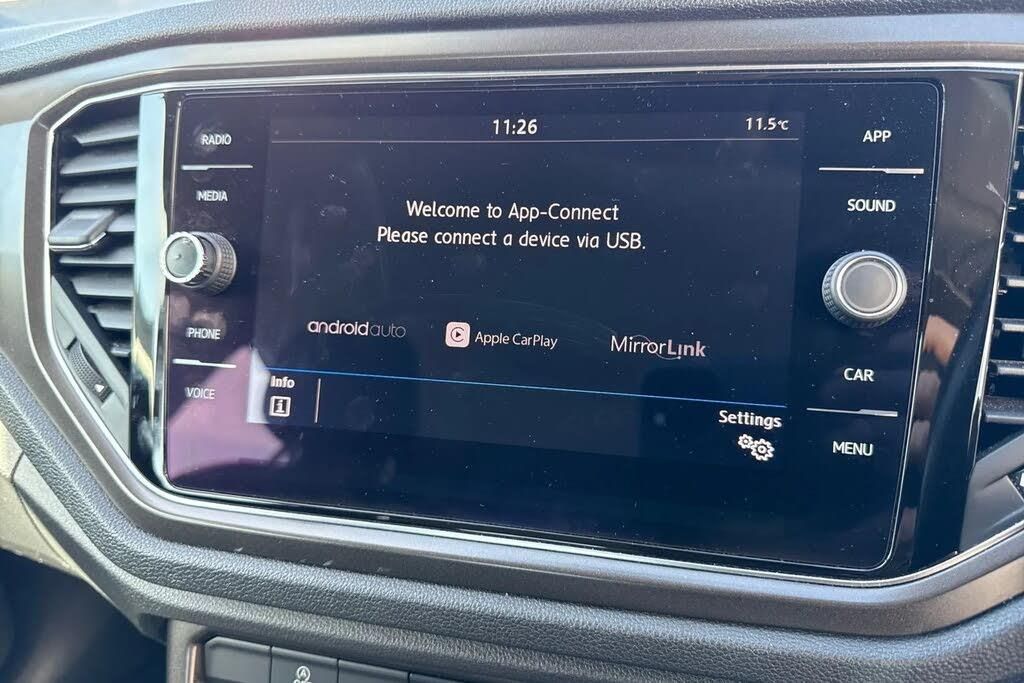 11:26
11.5°C
RADIO
MEDIA
PHONE
VOICE
Welcome to App-Connect
Please connect a device via USB.
androidauto
Apple CarPlay
MirrorLink
Info
i
Settings
APP
SOUND
CAR
MENU
A